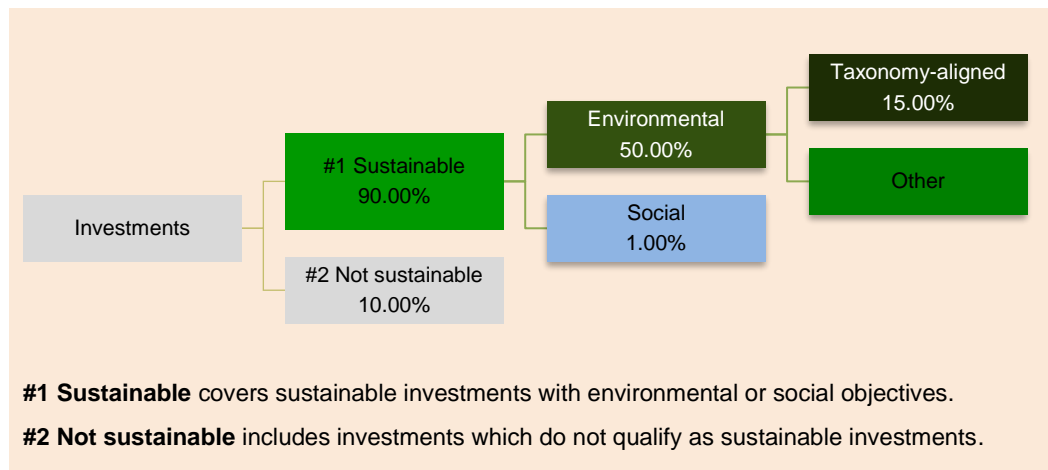 Investments
#1 Sustainable
90.00%
#2 Not sustainable
10.00%
Environmental
50.00%
Social
1.00%
Taxonomy-aligned
15.00%
Other
#1 Sustainable covers sustainable investments with environmental or social objectives.
#2 Not sustainable includes investments which do not qualify as sustainable investments.